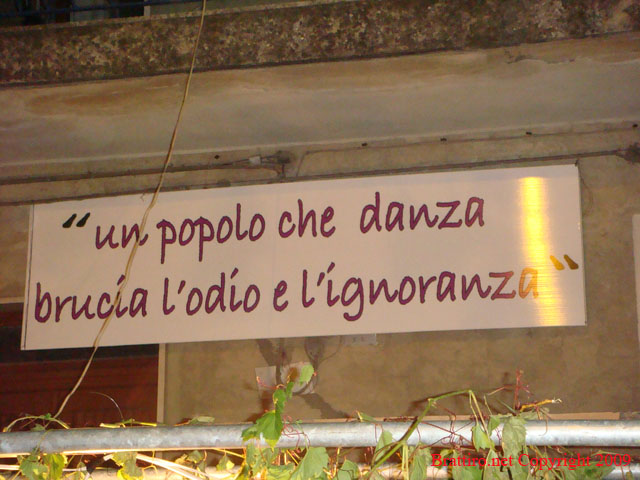 “un popolo che danza
brucia l'odio e l'ignoranza”
Brattiro.net Copyright 2009